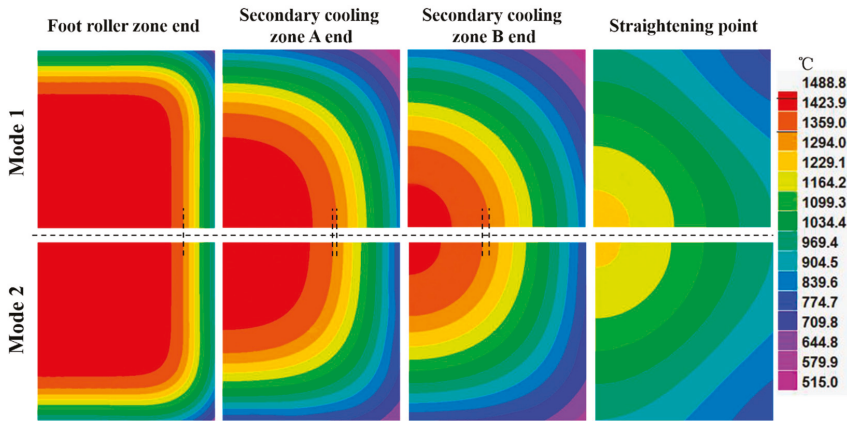 Foot roller zone end
Secondary cooling
zone A end
Secondary cooling
zone B end
Straightening point
Mode 1
Mode 2
℃
1488.8
1423.9
1359.0
1294.0
1229.1
1164.2
1099.3
1034.4
969.4
904.5
839.6
774.7
709.8
644.8
579.9
515.0